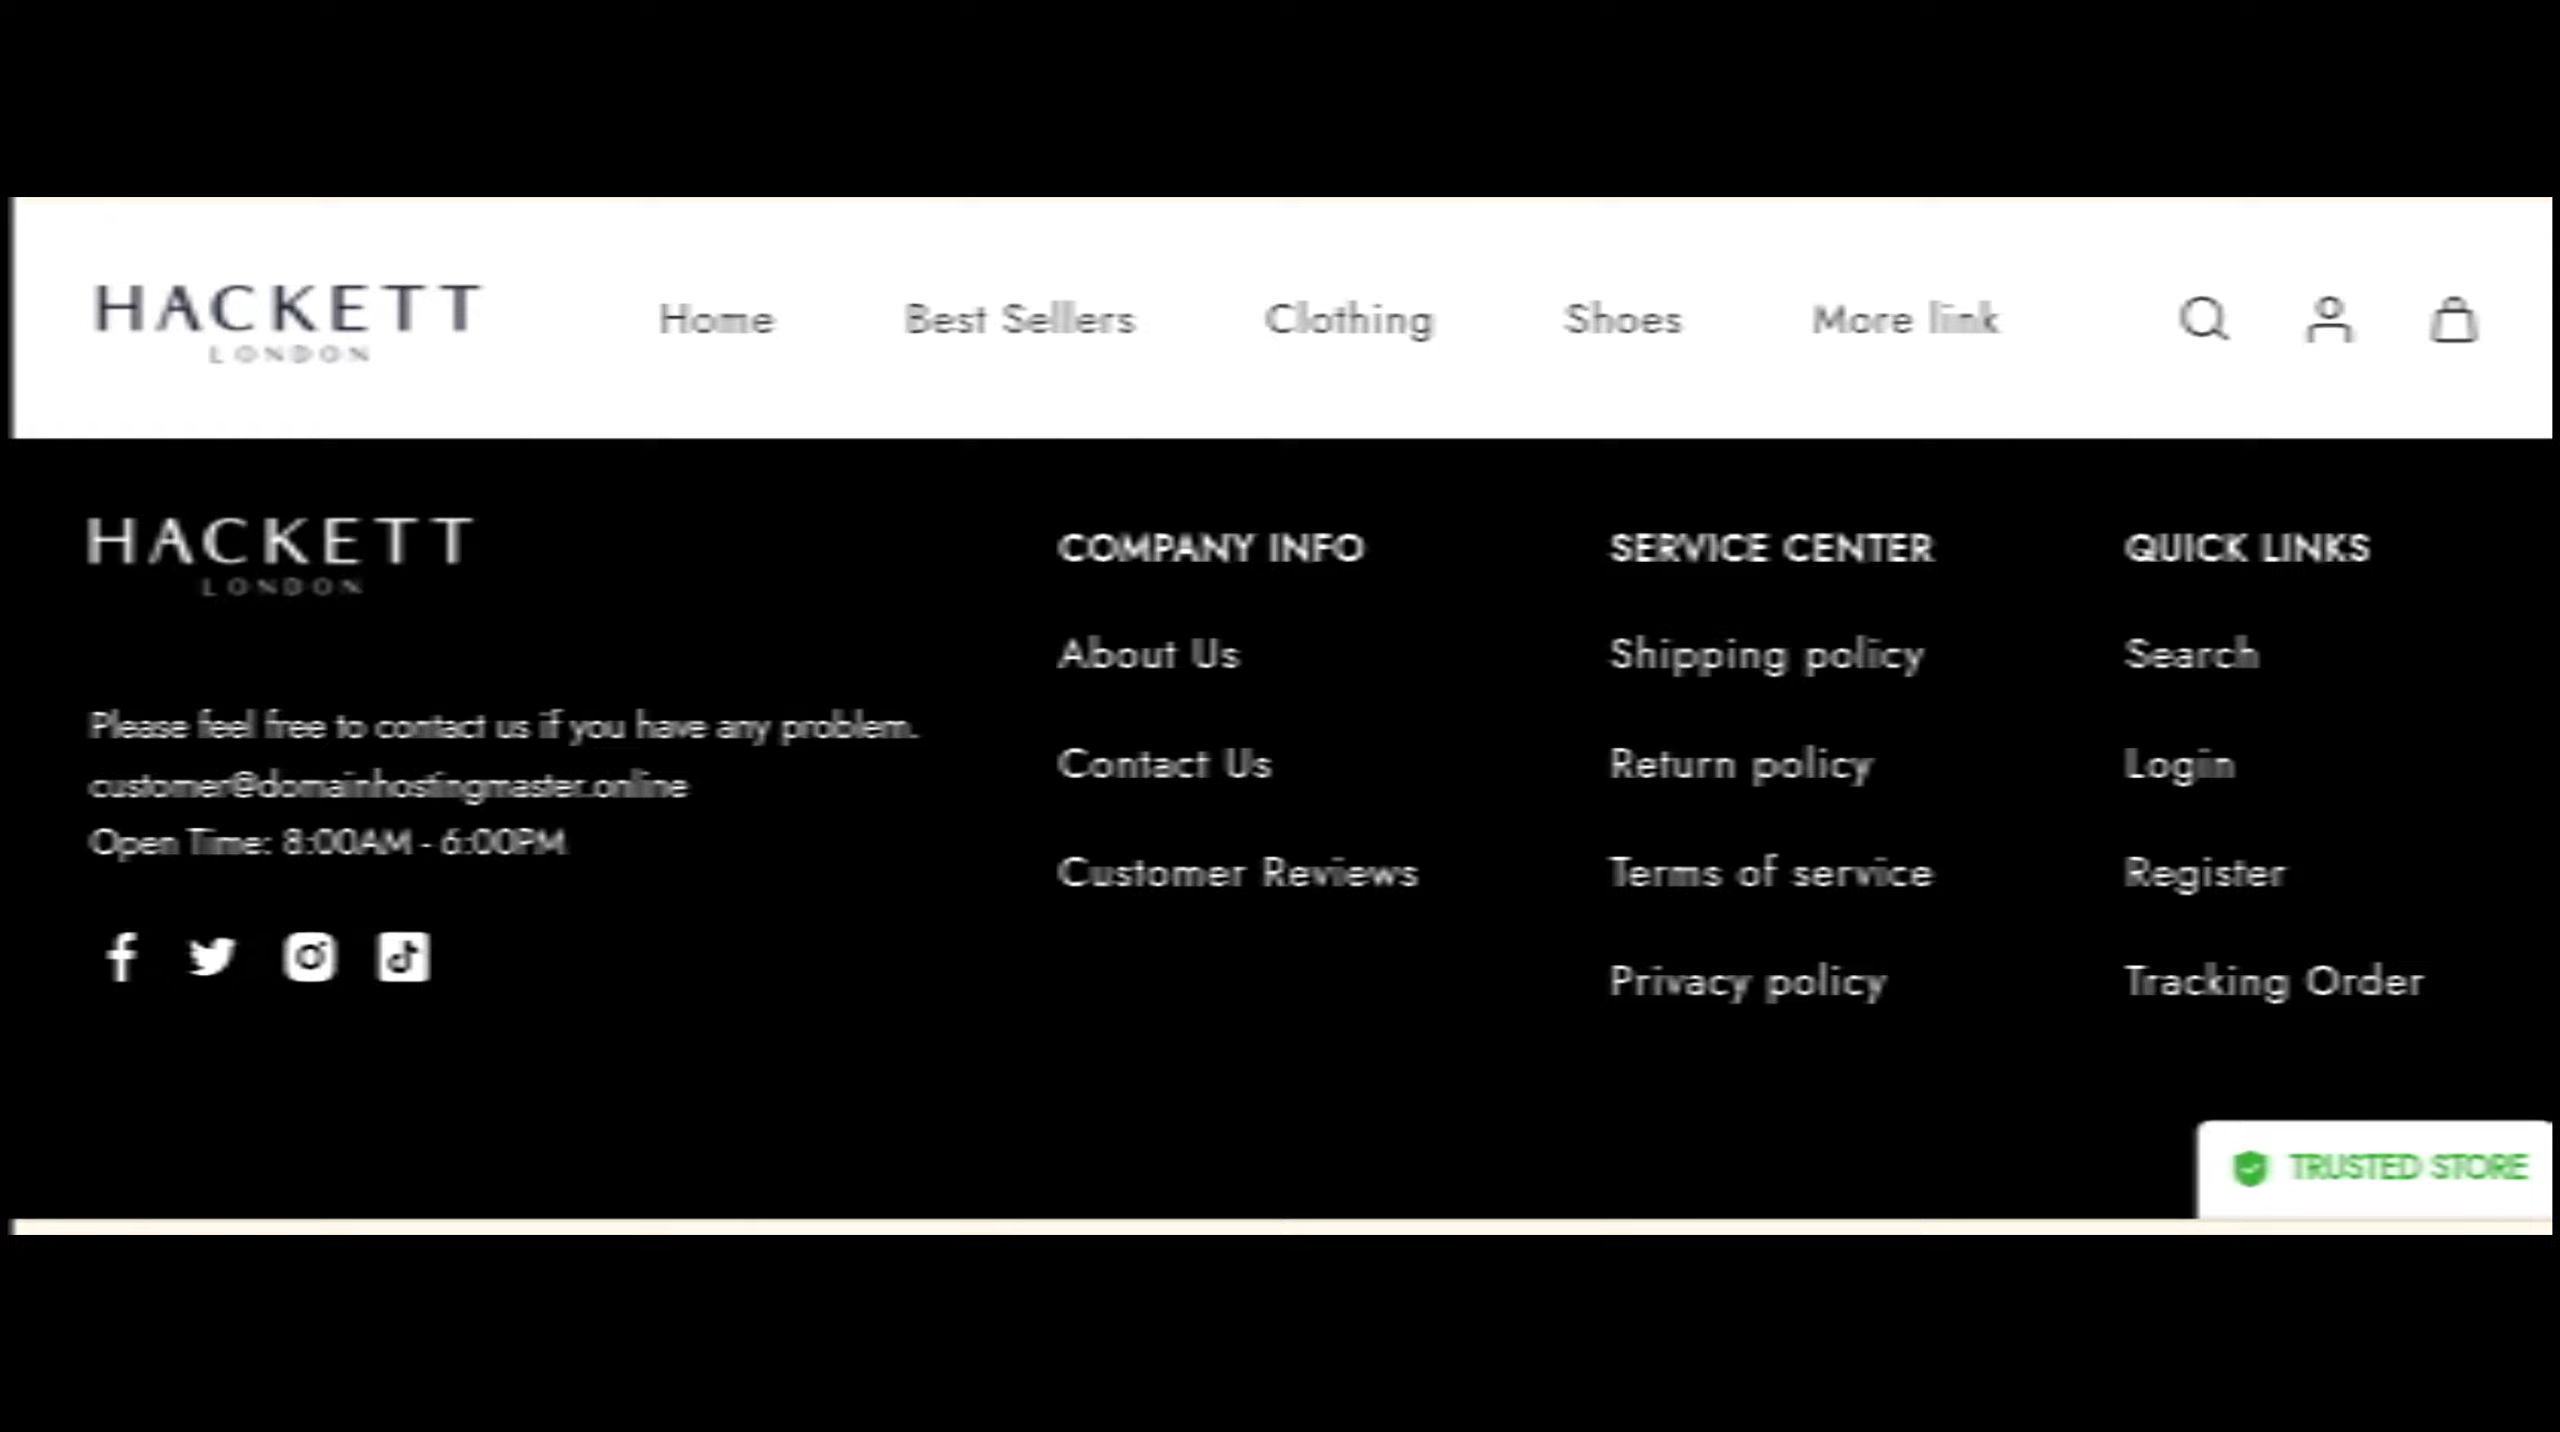 HACKETT
LONDON
Home Best Sellers Clothing Shoes More link
HACKETT
LONDON
Please feel free to contact us if you have any problem.
customer@domainhostingmaster.online
Open Time: 8:00AM - 6:00PM
COMPANY INFO
About Us
Contact Us
Customer Reviews
SERVICE CENTER
Shipping policy
Return policy
Terms of service
Privacy policy
QUICK LINKS
Search
Login
Register
Tracking Order
TRUSTED STORE